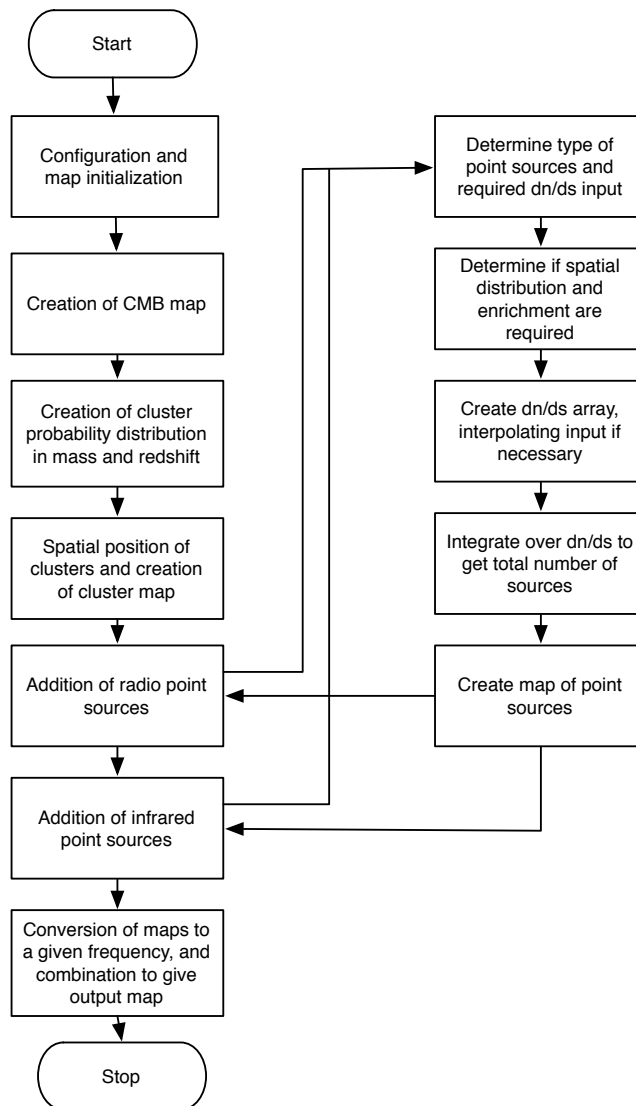 Start
Configuration and
map initialization
Creation of CMB map
Creation of cluster
probability distribution
in mass and redshift
Spatial position of
clusters and creation
of cluster map
Addition of radio point
sources
Addition of infrared
point sources
Conversion of maps to
a given frequency, and
combination to give
output map
Stop
Determine type of
point sources and
required dn/ds input
Determine if spatial
distribution and
enrichment are
required
Create dn/ds array,
interpolating input if
necessary
Integrate over dn/ds to
get total number of
sources
Create map of point
sources